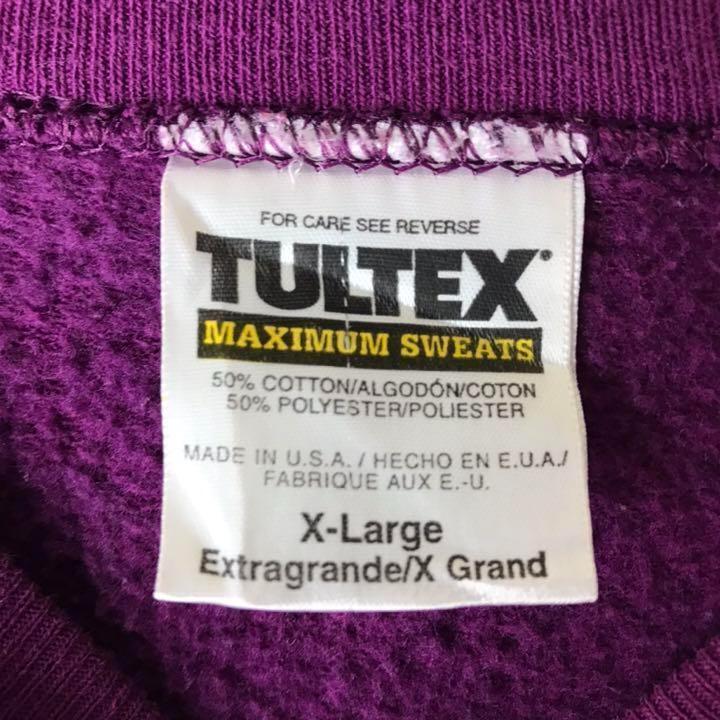 FOR CARE SEE REVERSE
TULTEX®
MAXIMUM SWEATS
50% COTTON/ALGODÓN/COTON
50% POLYESTER/POLIESTER
MADE IN U.S.A. / HECHO EN E.U.A./
FABRIQUE AUX E.-U.
X-Large
Extragrande/X Grand